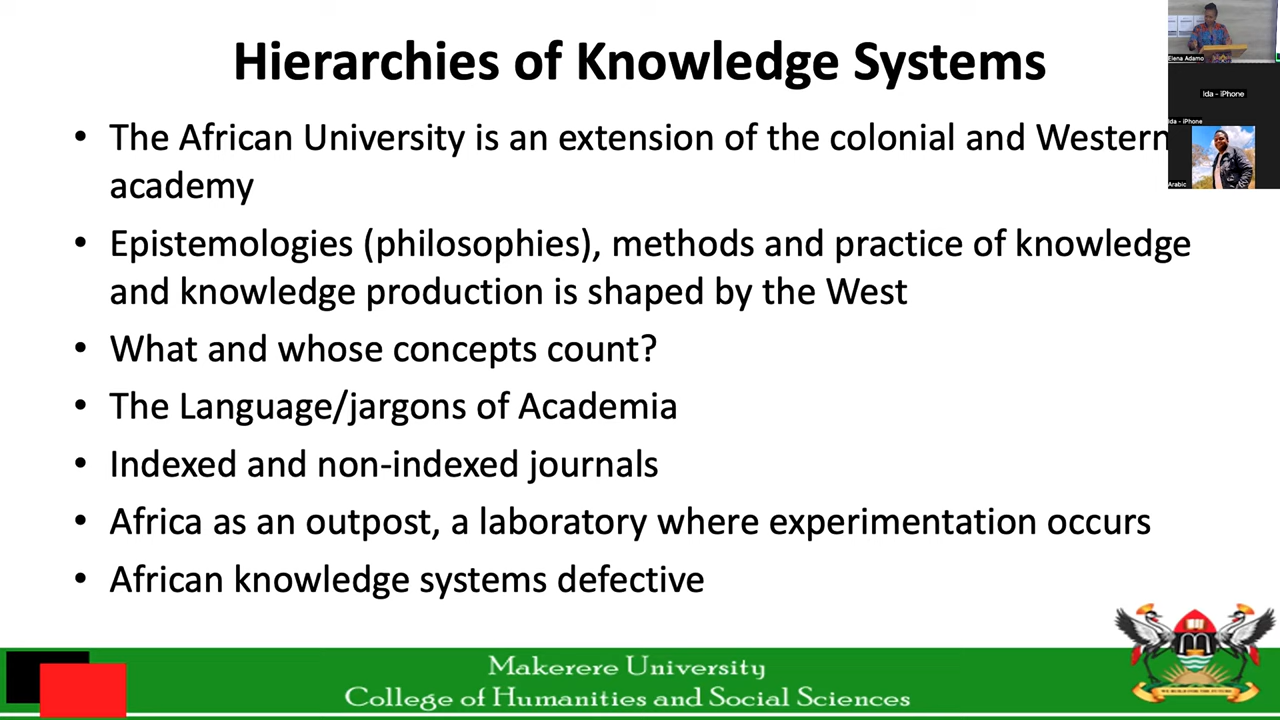 Hierarchies of Knowledge Systems
Elena Adamo
Ida - iPhone
Ida - iPhone
Arabic
• The African University is an extension of the colonial and Western
academy
• Epistemologies (philosophies), methods and practice of knowledge
and knowledge production is shaped by the West
• What and whose concepts count?
• The Language/jargons of Academia
• Indexed and non-indexed journals
• Africa as an outpost, a laboratory where experimentation occurs
• African knowledge systems defective
Makerere University
College of Humanities and Social Sciences